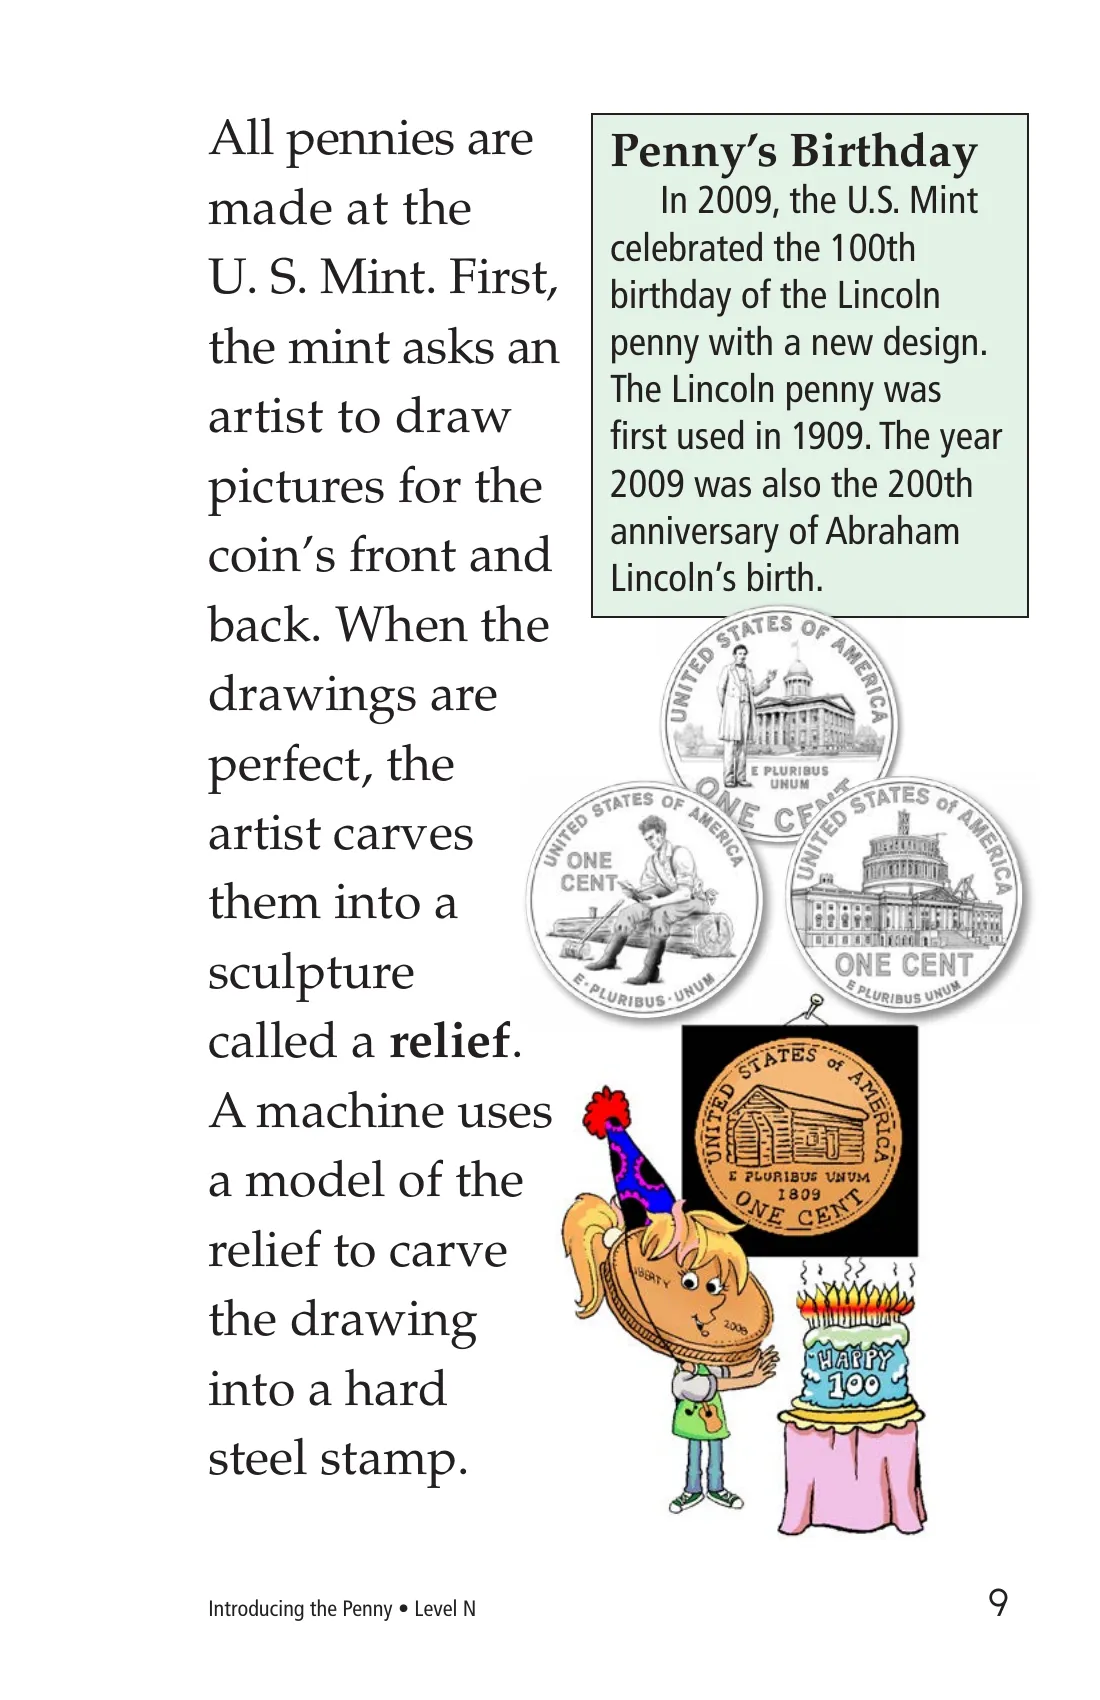 All pennies are
made at the
U. S. Mint. First,
the mint asks an
artist to draw
pictures for the
coin’s front and
back. When the
drawings are
perfect, the
artist carves
them into a
sculpture
called a relief.
A machine uses
a model of the
relief to carve
the drawing
into a hard
steel stamp.
Penny’s Birthday
In 2009, the U.S. Mint
celebrated the 100th
birthday of the Lincoln
penny with a new design.
The Lincoln penny was
first used in 1909. The year
2009 was also the 200th
anniversary of Abraham
Lincoln’s birth.
UNITED STATES OF AMERICA
E PLURIBUS
UNUM
ONE CENT
UNITED STATES OF AMERICA
ONE
CENT
E·PLURIBUS·UNUM
UNITED STATES of AMERICA
ONE CENT
E PLURIBUS UNUM
UNITED STATES of AMERICA
E PLURIBUS UNUM
1809
ONE CENT
LIBERTY
2008
HAPPY
100
Introducing the Penny • Level N
9